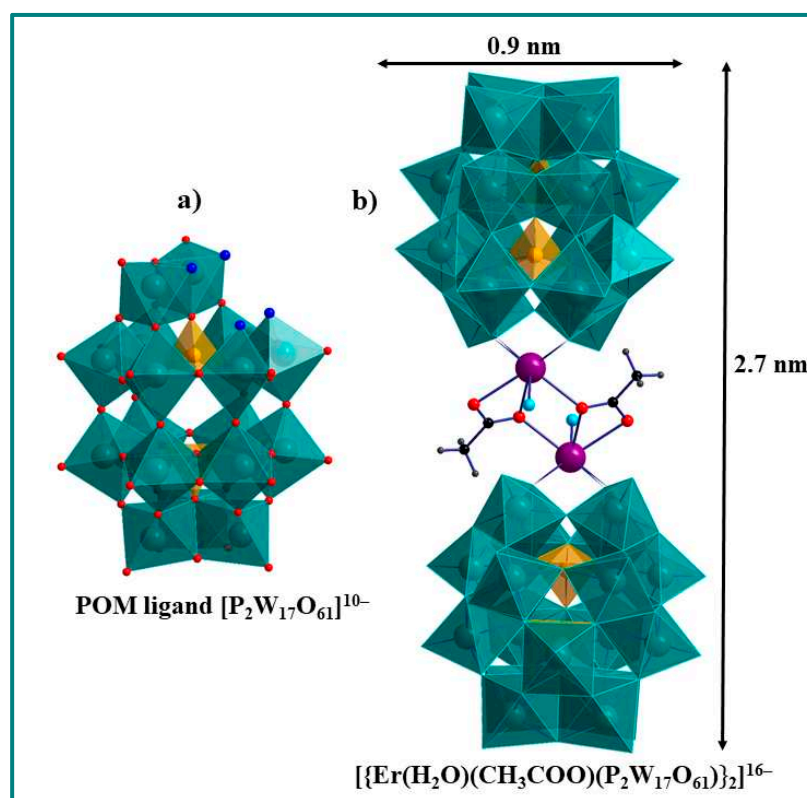 0.9 nm
a)
b)
2.7 nm
POM ligand [P₂W₁₇O₆₁]¹⁰⁻
[{Er(H₂O)(CH₃COO)(P₂W₁₇O₆₁)}₂]¹⁶⁻